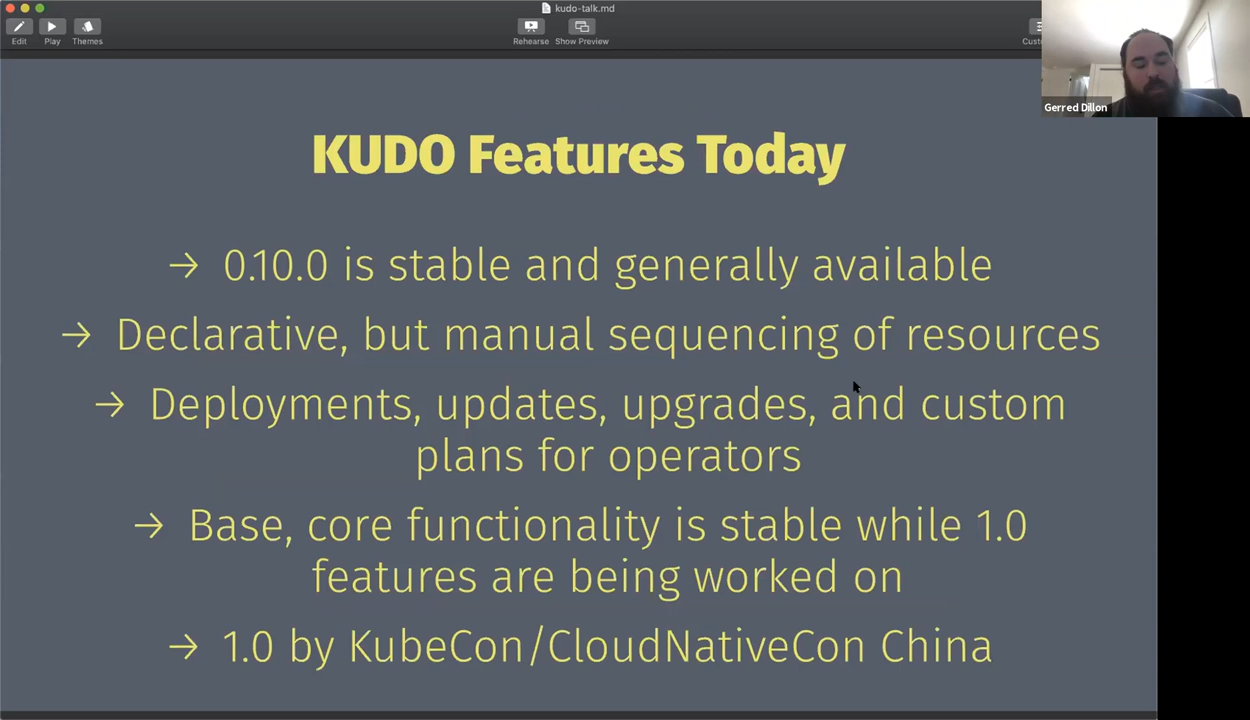 kudo-talk.md
Edit Play Themes Rehearse Show Preview
Gerred Dillon
KUDO Features Today
→ 0.10.0 is stable and generally available
→ Declarative, but manual sequencing of resources
→ Deployments, updates, upgrades, and custom
plans for operators
→ Base, core functionality is stable while 1.0
features are being worked on
→ 1.0 by KubeCon/CloudNativeCon China